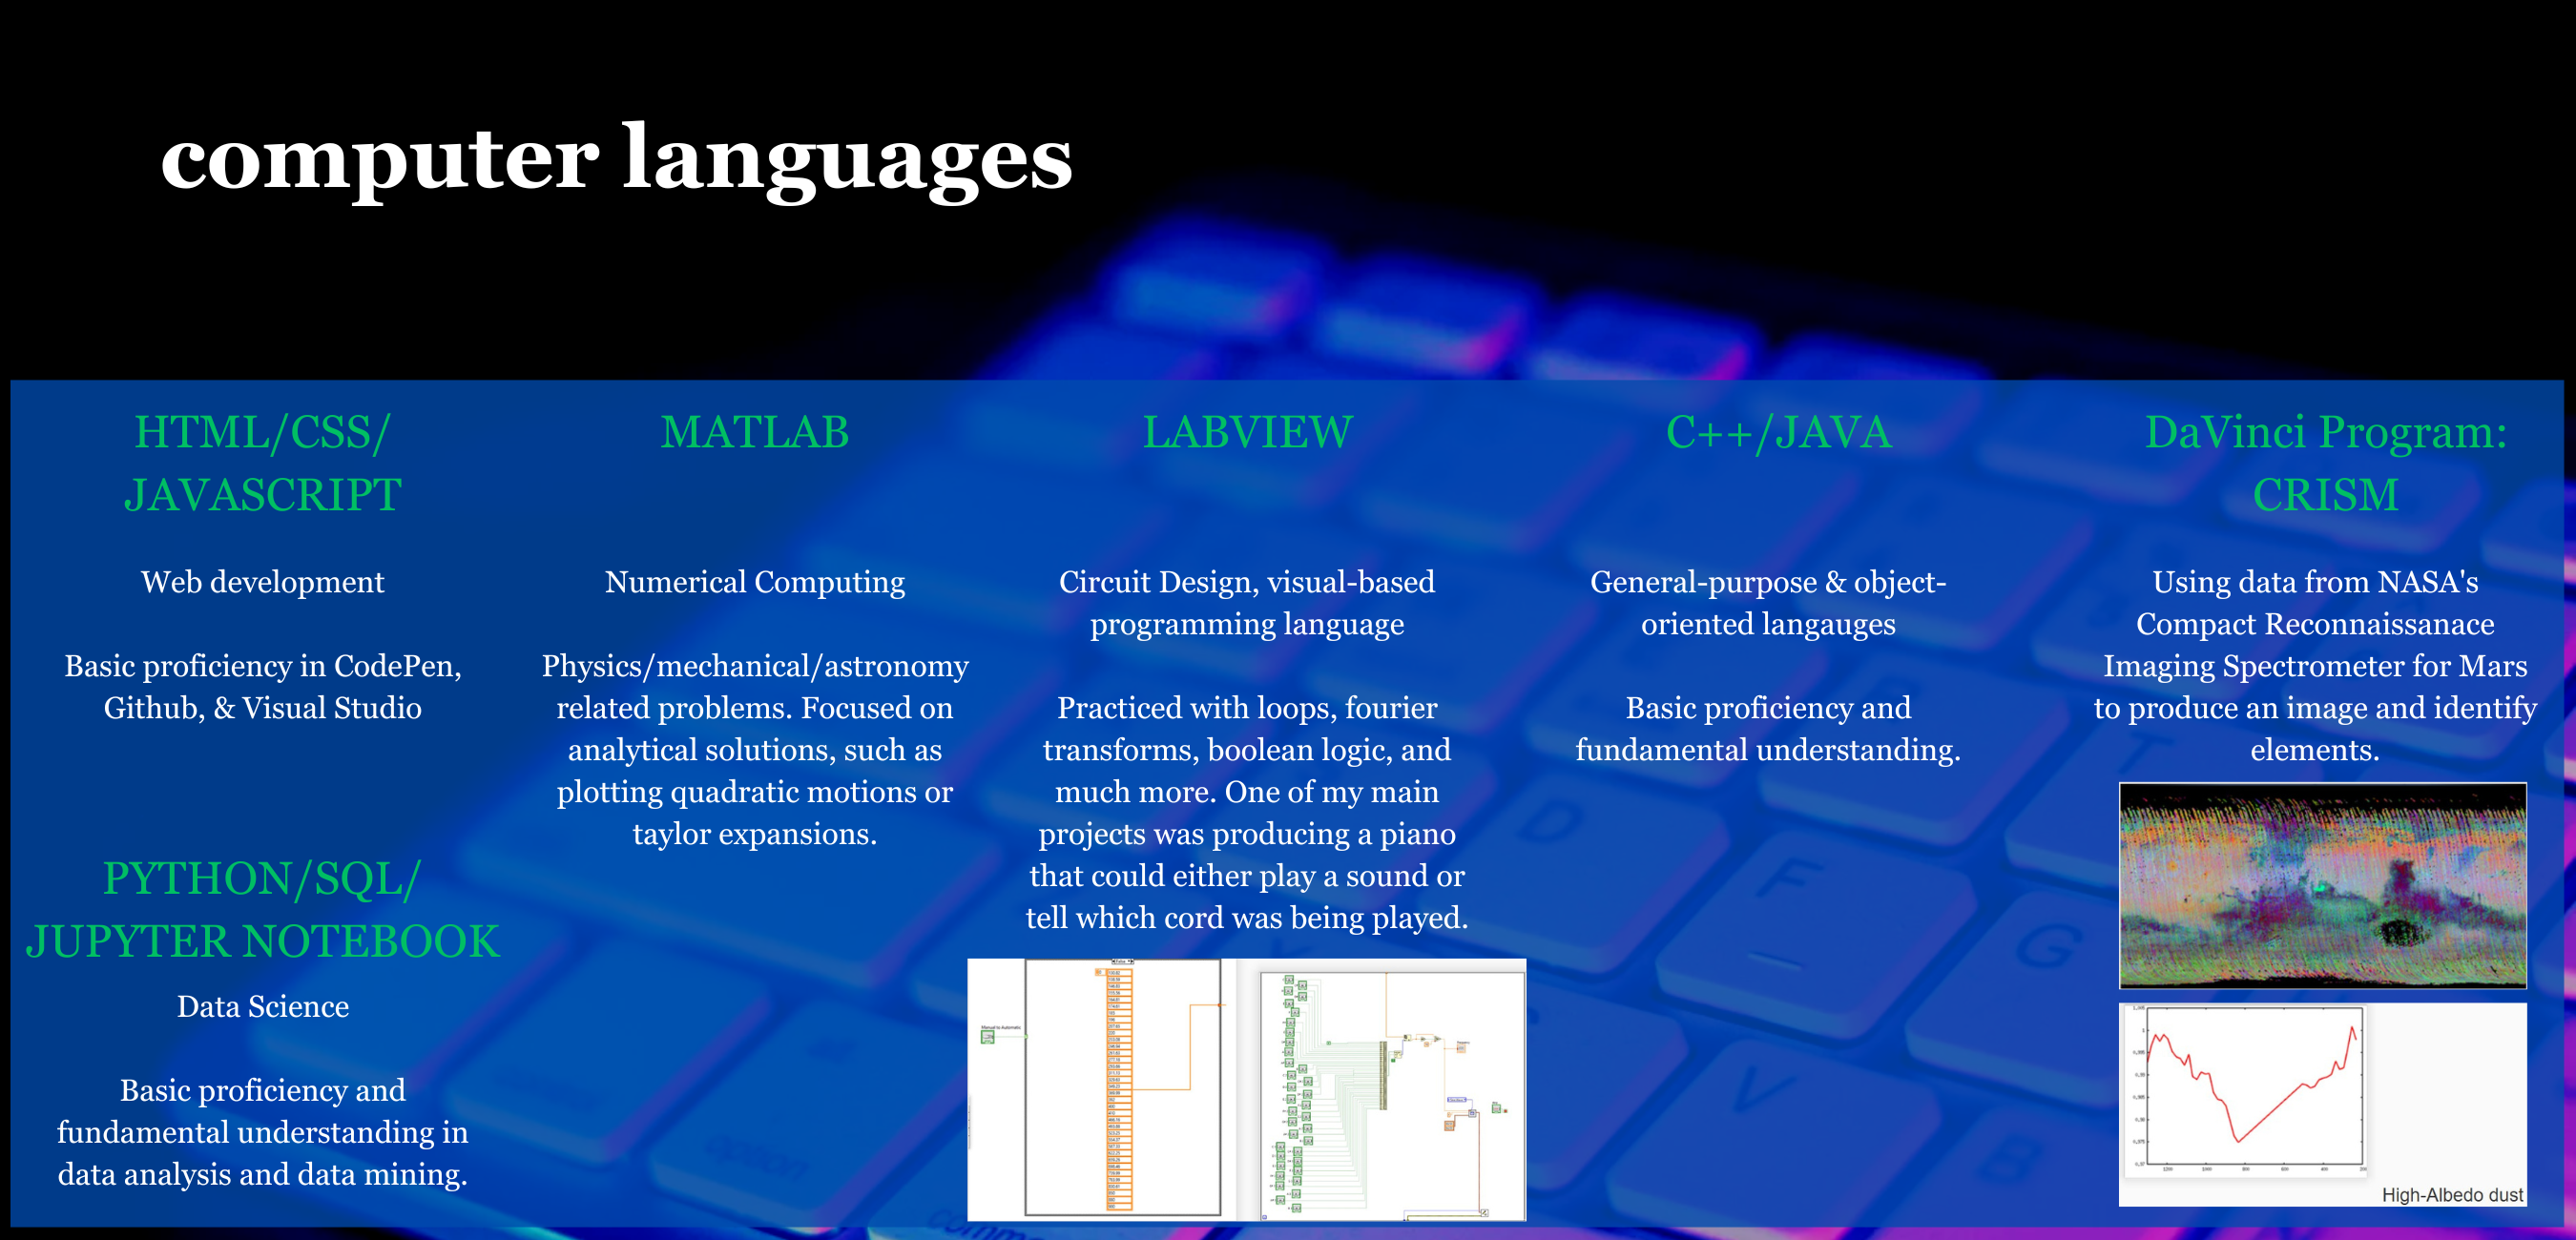 computer languages
HTML/CSS/
JAVASCRIPT
Web development
Basic proficiency in CodePen,
Github, & Visual Studio
PYTHON/SQL/
JUPYTER NOTEBOOK
Data Science
Basic proficiency and
fundamental understanding in
data analysis and data mining.
MATLAB
Numerical Computing
Physics/mechanical/astronomy
related problems. Focused on
analytical solutions, such as
plotting quadratic motions or
taylor expansions.
LABVIEW
Circuit Design, visual-based
programming language
Practiced with loops, fourier
transforms, boolean logic, and
much more. One of my main
projects was producing a piano
that could either play a sound or
tell which cord was being played.
Manual to Automatic
False
C++/JAVA
General-purpose & object-
oriented langauges
Basic proficiency and
fundamental understanding.
D
F
G
T
V
B
option
DaVinci Program:
CRISM
Using data from NASA's
Compact Reconnaissanace
Imaging Spectrometer for Mars
to produce an image and identify
elements.
High-Albedo dust